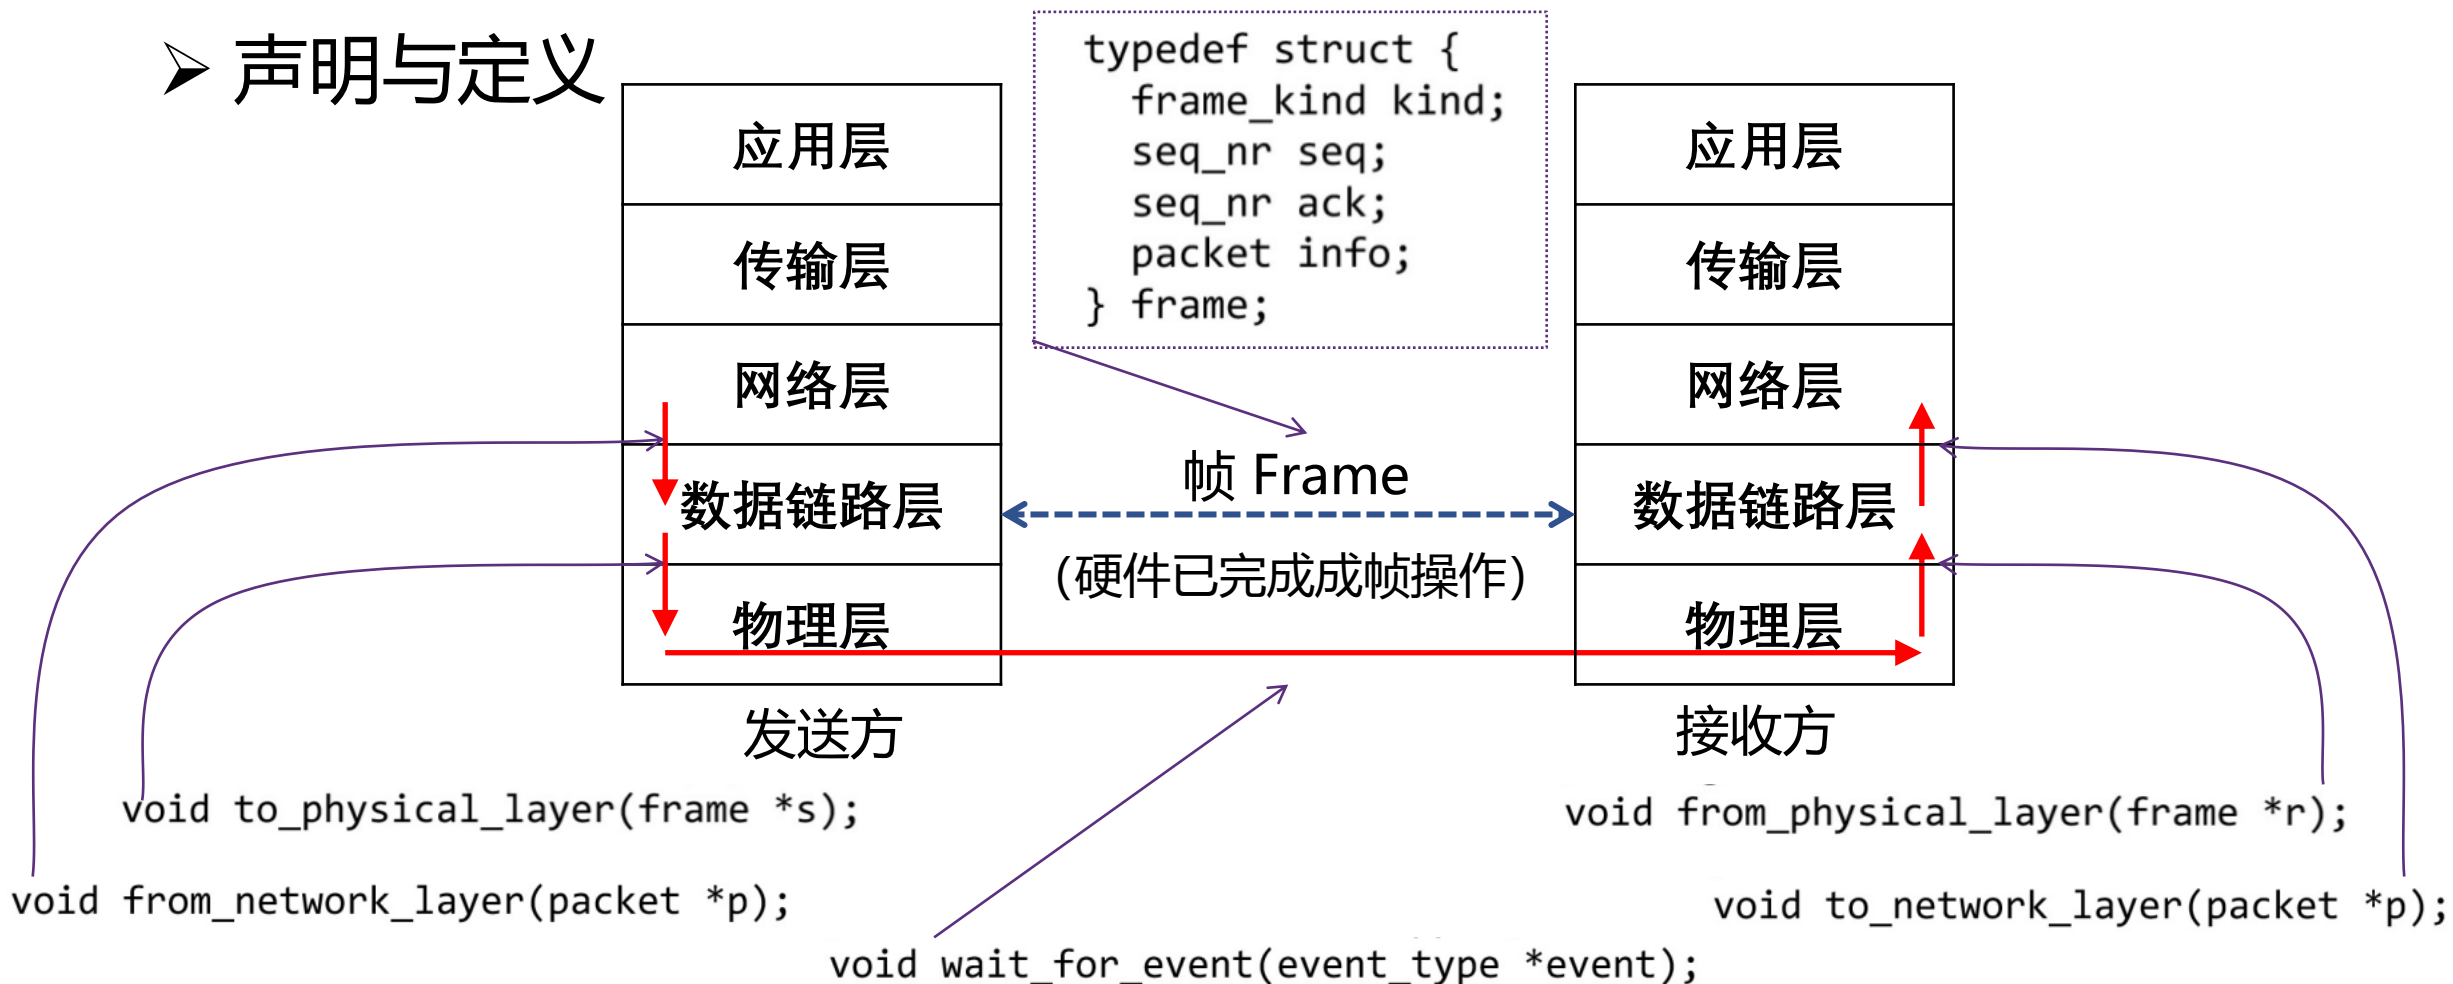 ➢ 声明与定义
typedef struct {
frame_kind kind;
seq_nr seq;
seq_nr ack;
packet info;
} frame;
应用层
传输层
网络层
数据链路层
物理层
发送方
帧 Frame
(硬件已完成成帧操作)
应用层
传输层
网络层
数据链路层
物理层
接收方
void to_physical_layer(frame *s);
void from_network_layer(packet *p);
void wait_for_event(event_type *event);
void from_physical_layer(frame *r);
void to_network_layer(packet *p);